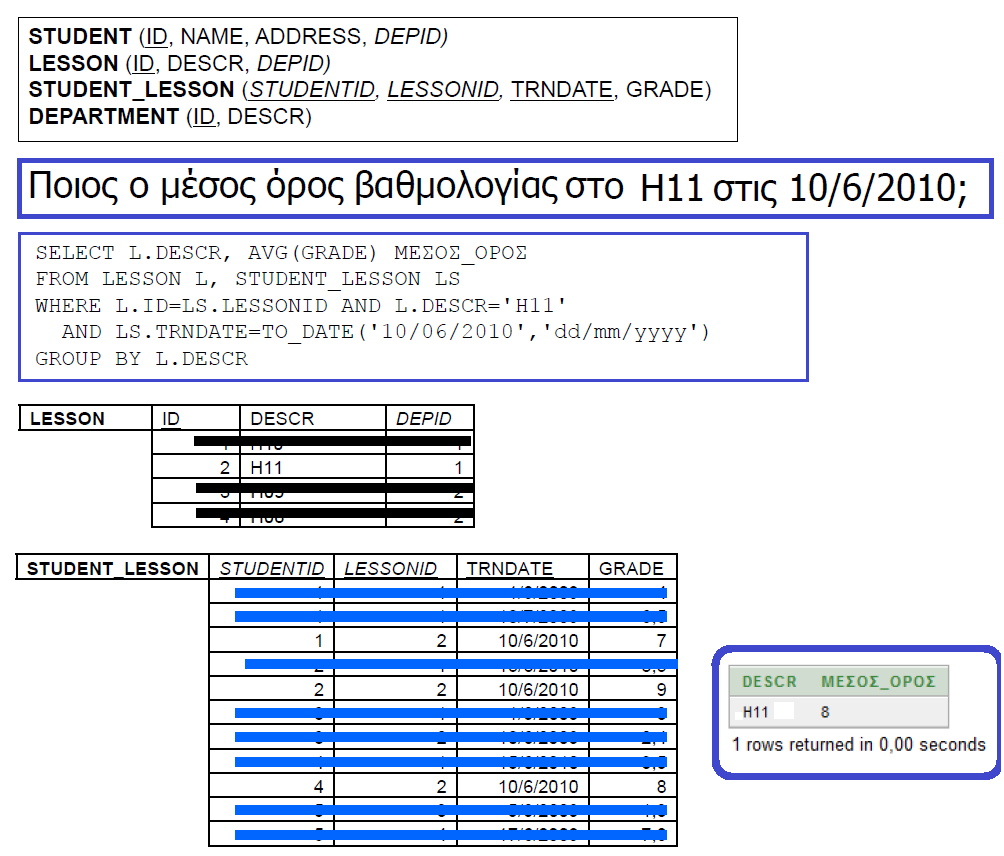 STUDENT (ID, NAME, ADDRESS, DEPID)
LESSON (ID, DESCR, DEPID)
STUDENT_LESSON (STUDENTID, LESSONID, TRNDATE, GRADE)
DEPARTMENT (ID, DESCR)
Ποιος ο μέσος όρος βαθμολογίας στο Η11 στις 10/6/2010;
SELECT L.DESCR, AVG(GRADE) ΜΕΣΟΣ_ΟΡΟΣ
FROM LESSON L, STUDENT_LESSON LS
WHERE L.ID=LS.LESSONID AND L.DESCR='Η11'
AND LS.TRNDATE=TO_DATE('10/06/2010','dd/mm/yyyy')
GROUP BY L.DESCR
LESSON ID DESCR DEPID
2 Η11 1
STUDENT_LESSON STUDENTID LESSONID TRNDATE GRADE
1 2 10/6/2010 7
2 2 10/6/2010 9
4 2 10/6/2010 8
DESCR ΜΕΣΟΣ_ΟΡΟΣ
Η11 8
1 rows returned in 0,00 seconds